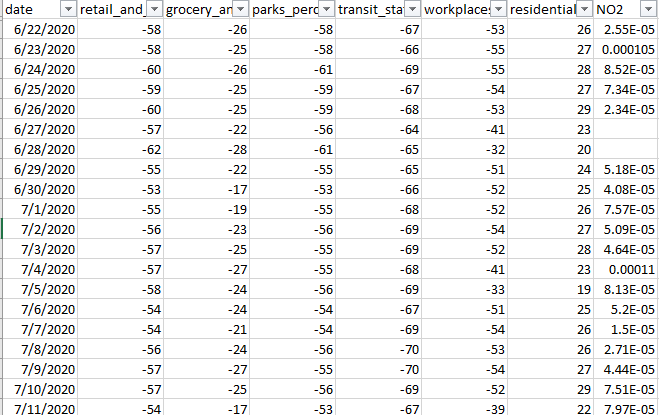 date retail_and_ grocery_an parks_perc transit_stat workplaces residential NO2
6/22/2020 -58 -26 -58 -67 -53 26 2.55E-05
6/23/2020 -58 -25 -58 -66 -55 27 0.000105
6/24/2020 -60 -26 -61 -69 -55 28 8.52E-05
6/25/2020 -59 -25 -59 -67 -54 27 7.34E-05
6/26/2020 -60 -25 -59 -68 -53 29 2.34E-05
6/27/2020 -57 -22 -56 -64 -41 23
6/28/2020 -62 -28 -61 -65 -32 20
6/29/2020 -55 -22 -55 -65 -51 24 5.18E-05
6/30/2020 -53 -17 -53 -66 -52 25 4.08E-05
7/1/2020 -55 -19 -55 -68 -52 26 7.57E-05
7/2/2020 -56 -23 -56 -69 -54 27 5.09E-05
7/3/2020 -57 -25 -55 -69 -52 28 4.64E-05
7/4/2020 -57 -27 -55 -68 -41 23 0.00011
7/5/2020 -58 -24 -56 -69 -33 19 8.13E-05
7/6/2020 -54 -24 -54 -67 -51 25 5.2E-05
7/7/2020 -54 -21 -54 -69 -54 26 1.5E-05
7/8/2020 -56 -24 -56 -70 -53 26 2.71E-05
7/9/2020 -57 -27 -55 -70 -54 27 4.44E-05
7/10/2020 -57 -25 -56 -69 -52 29 7.51E-05
7/11/2020 -54 -17 -53 -67 -39 22 7.97E-05